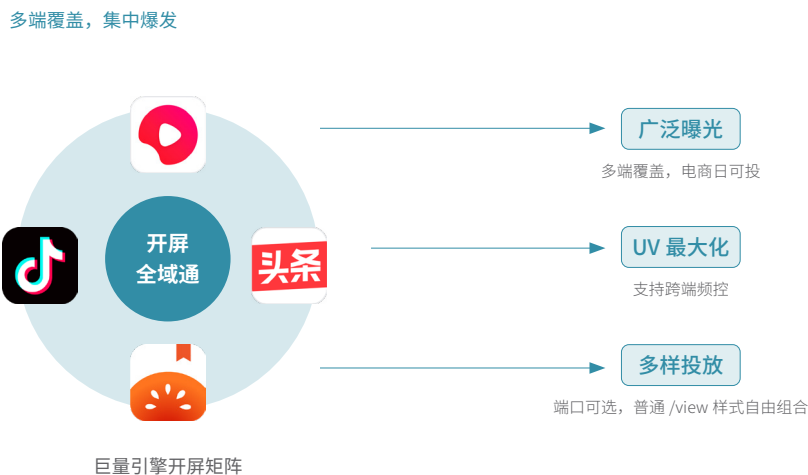 多端覆盖，集中爆发
开屏
全域通
头条
巨量引擎开屏矩阵
广泛曝光
多端覆盖，电商日可投
UV 最大化
支持跨端频控
多样投放
端口可选，普通 /view 样式自由组合